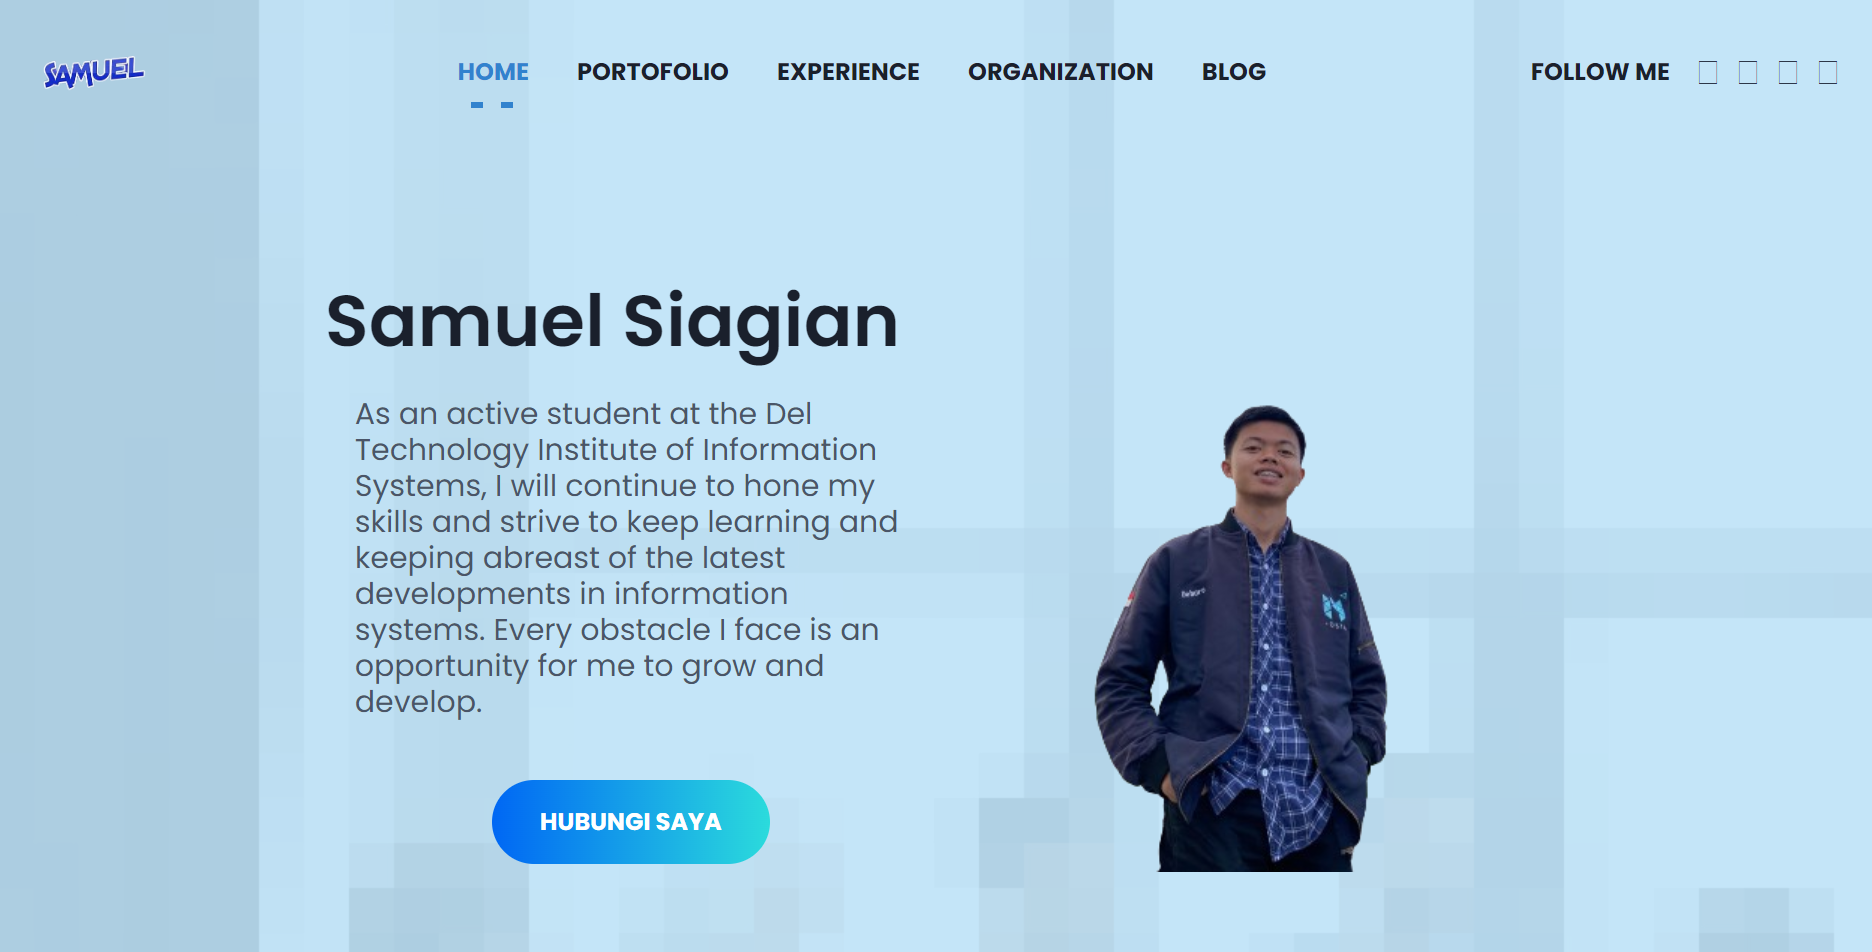 SAMUEL
HOME PORTOFOLIO EXPERIENCE ORGANIZATION BLOG FOLLOW ME
Samuel Siagian
As an active student at the Del
Technology Institute of Information
Systems, I will continue to hone my
skills and strive to keep learning and
keeping abreast of the latest
developments in information
systems. Every obstacle I face is an
opportunity for me to grow and
develop.
HUBUNGI SAYA